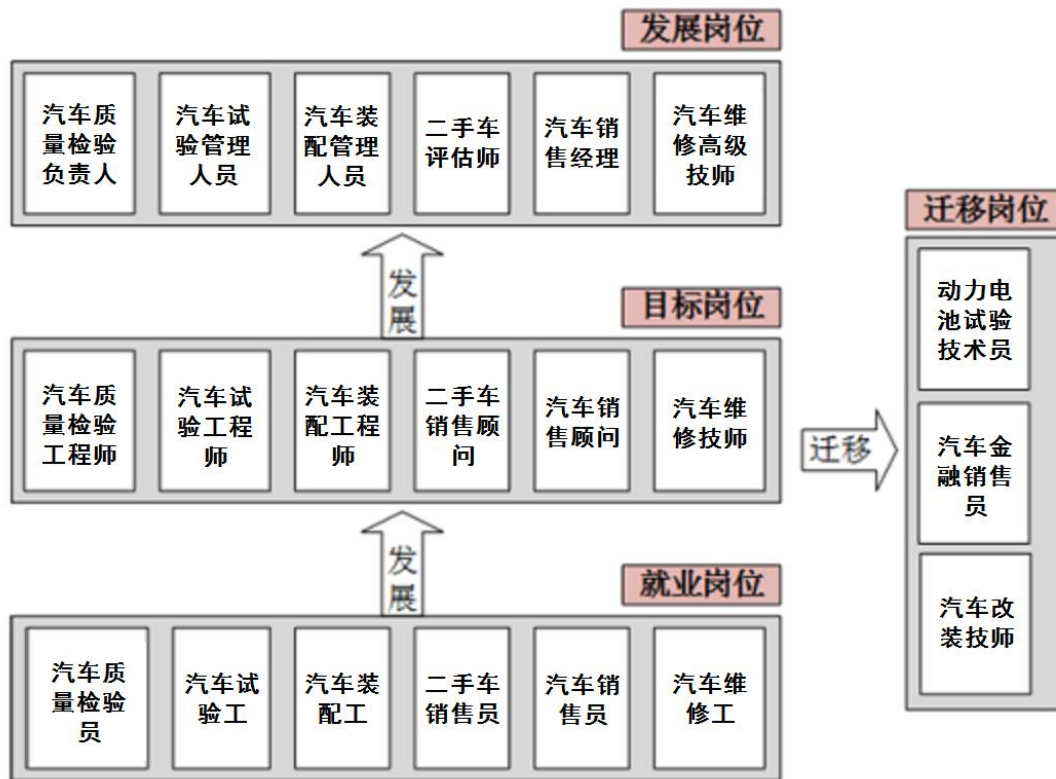 发展岗位
汽车质
量检验
负责人
汽车试
验管理
人员
汽车装
配管理
人员
二手车
评估师
汽车销
售经理
汽车维
修高级
技师
发
展
目标岗位
汽车质
量检验
工程师
汽车试
验工程
师
汽车装
配工程
师
二手车
销售顾
问
汽车销
售顾问
汽车维
修技师
发
展
就业岗位
汽车质
量检验
员
汽车试
验工
汽车装
配工
二手车
销售员
汽车销
售员
汽车维
修工
迁移
迁移岗位
动力电
池试验
技术员
汽车金
融销售
员
汽车改
装技师